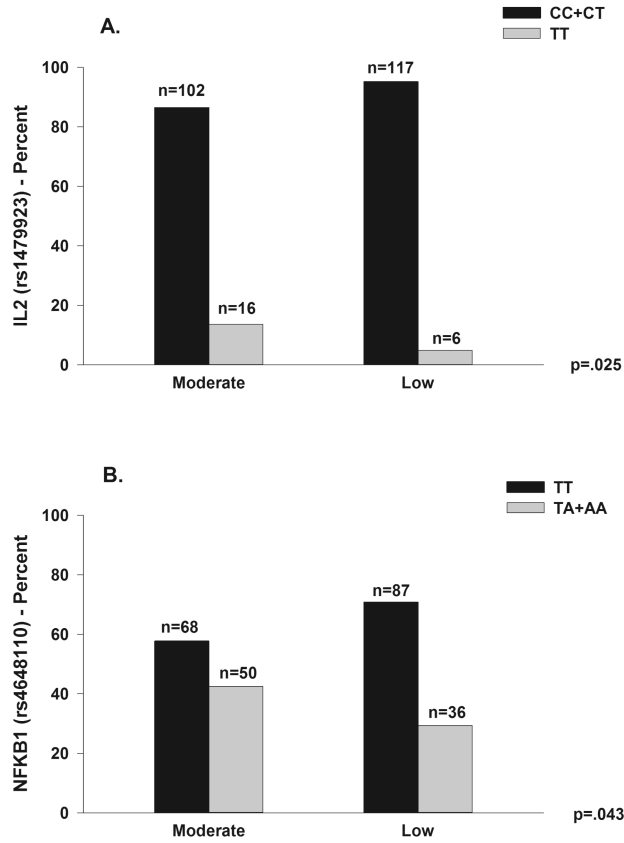 A.
CC+CT
TT
IL2 (rs1479923) - Percent
100
80
60
40
20
0
n=102
n=16
n=117
n=6
Moderate
Low
p=.025
B.
TT
TA+AA
NFKB1 (rs4648110) - Percent
100
80
60
40
20
0
n=68
n=50
n=87
n=36
Moderate
Low
p=.043